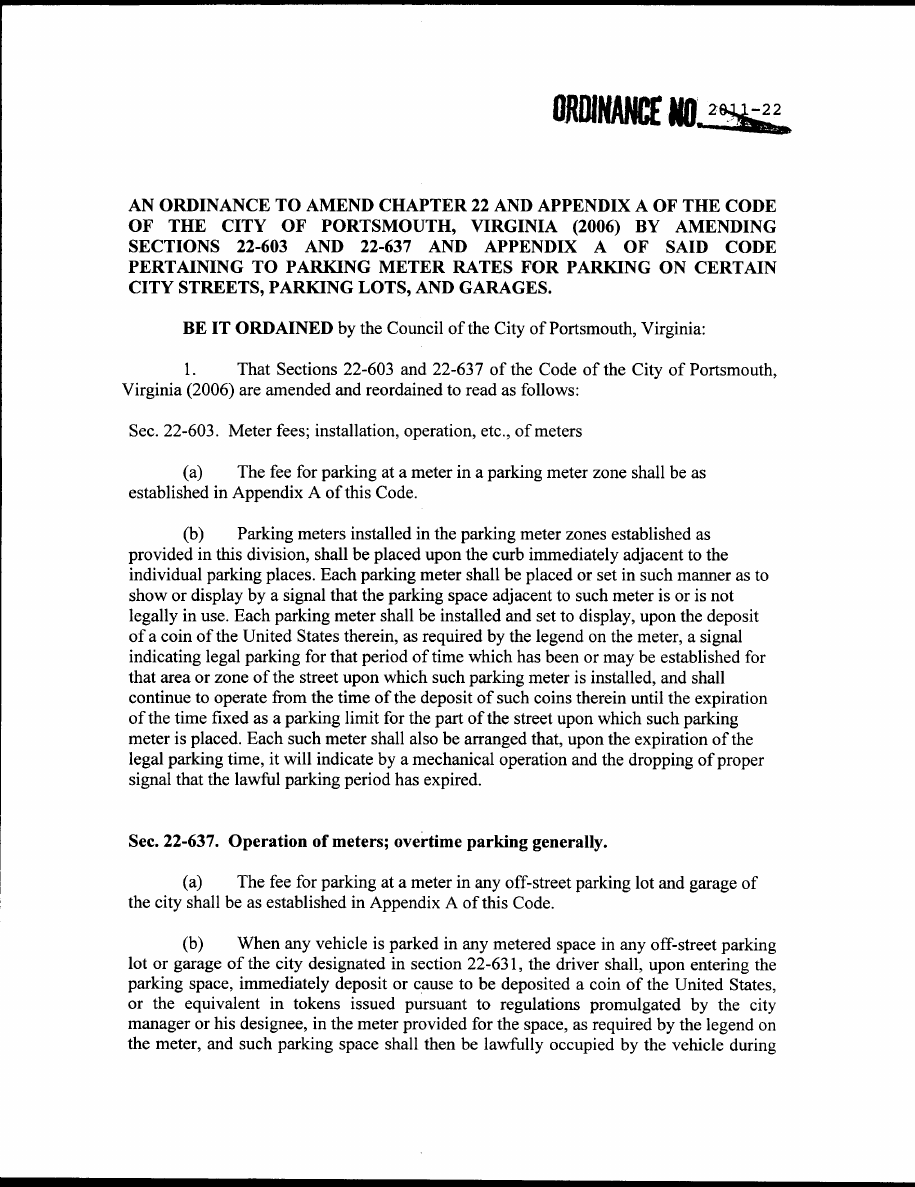 ORDINANCE NO. 2011-22
AN ORDINANCE TO AMEND CHAPTER 22 AND APPENDIX A OF THE CODE
OF THE CITY OF PORTSMOUTH, VIRGINIA (2006) BY AMENDING
SECTIONS 22-603 AND 22-637 AND APPENDIX A OF SAID CODE
PERTAINING TO PARKING METER RATES FOR PARKING ON CERTAIN
CITY STREETS, PARKING LOTS, AND GARAGES.
BE IT ORDAINED by the Council of the City of Portsmouth, Virginia:
1. That Sections 22-603 and 22-637 of the Code of the City of Portsmouth,
Virginia (2006) are amended and reordained to read as follows:
Sec. 22-603. Meter fees; installation, operation, etc., of meters
(a) The fee for parking at a meter in a parking meter zone shall be as
established in Appendix A of this Code.
(b) Parking meters installed in the parking meter zones established as
provided in this division, shall be placed upon the curb immediately adjacent to the
individual parking places. Each parking meter shall be placed or set in such manner as to
show or display by a signal that the parking space adjacent to such meter is or is not
legally in use. Each parking meter shall be installed and set to display, upon the deposit
of a coin of the United States therein, as required by the legend on the meter, a signal
indicating legal parking for that period of time which has been or may be established for
that area or zone of the street upon which such parking meter is installed, and shall
continue to operate from the time of the deposit of such coins therein until the expiration
of the time fixed as a parking limit for the part of the street upon which such parking
meter is placed. Each such meter shall also be arranged that, upon the expiration of the
legal parking time, it will indicate by a mechanical operation and the dropping of proper
signal that the lawful parking period has expired.
Sec. 22-637. Operation of meters; overtime parking generally.
(a) The fee for parking at a meter in any off-street parking lot and garage of
the city shall be as established in Appendix A of this Code.
(b) When any vehicle is parked in any metered space in any off-street parking
lot or garage of the city designated in section 22-631, the driver shall, upon entering the
parking space, immediately deposit or cause to be deposited a coin of the United States,
or the equivalent in tokens issued pursuant to regulations promulgated by the city
manager or his designee, in the meter provided for the space, as required by the legend on
the meter, and such parking space shall then be lawfully occupied by the vehicle during